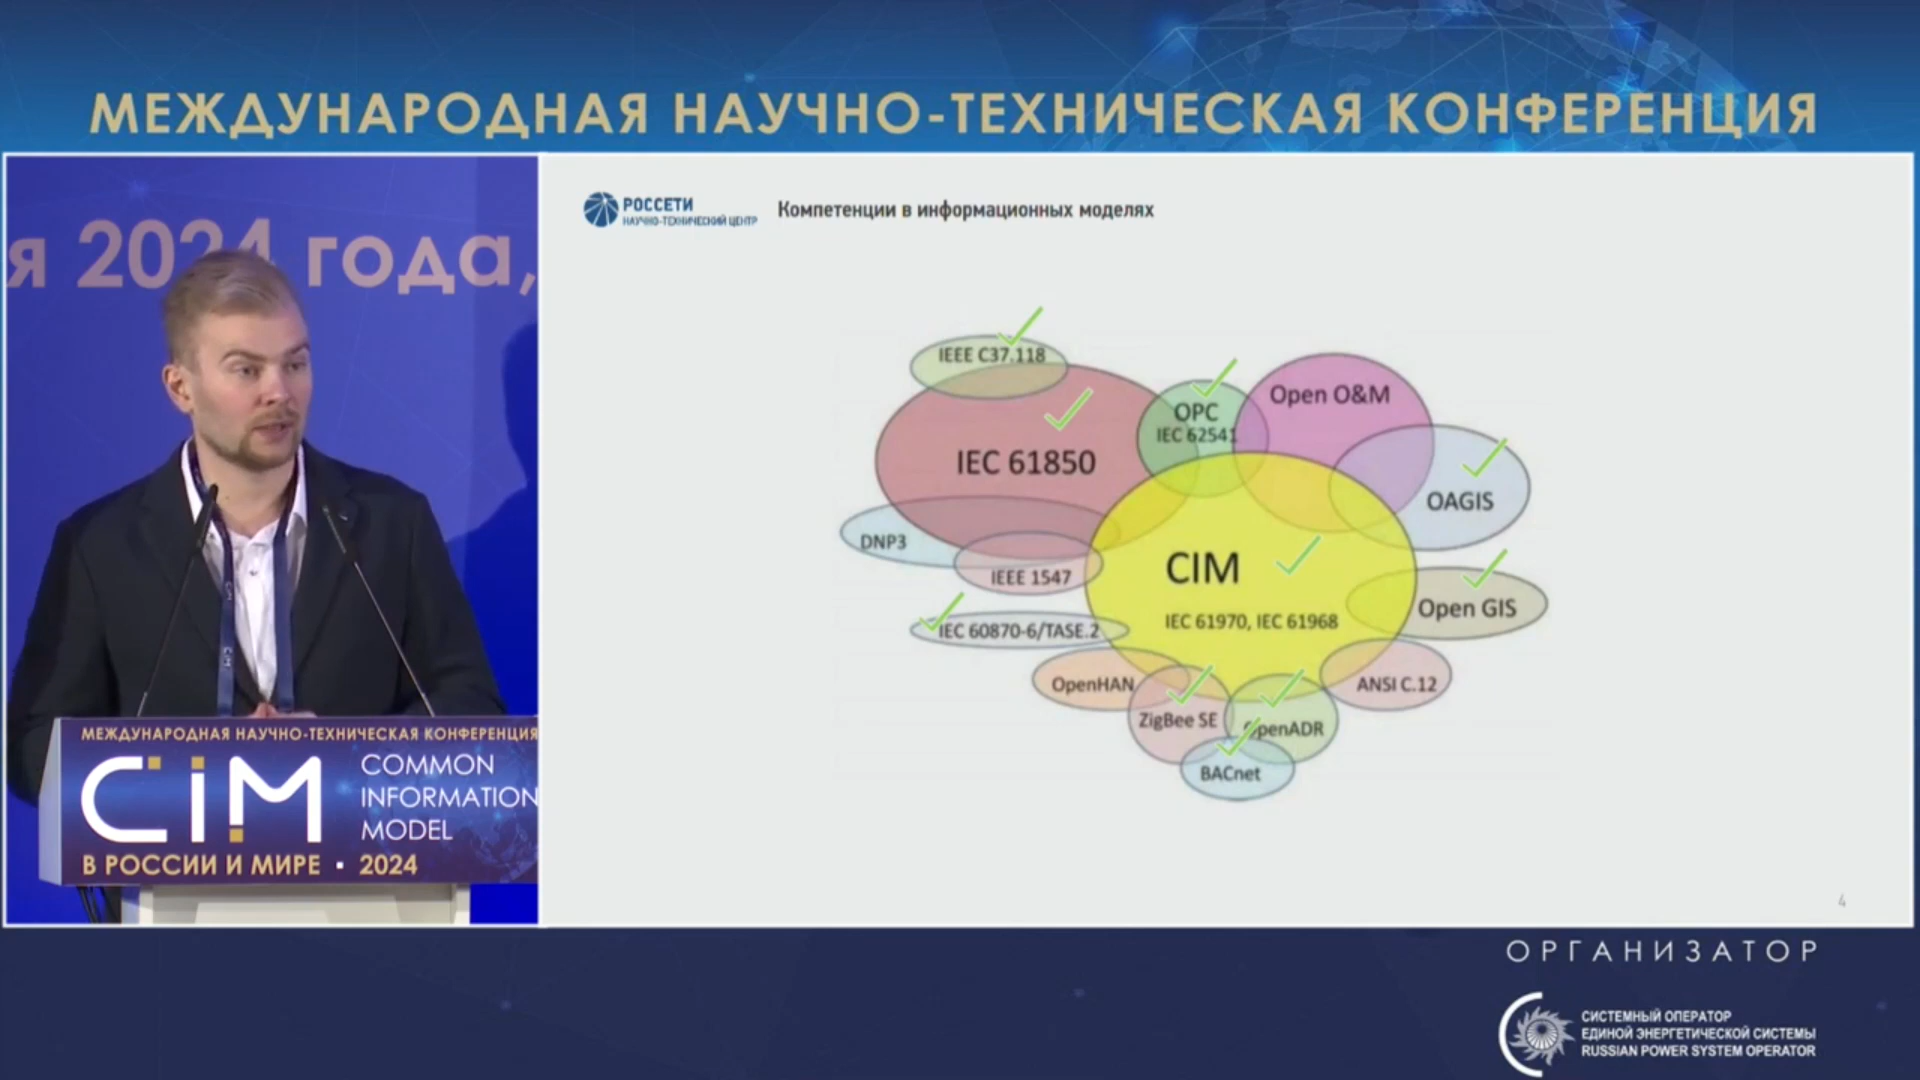 МЕЖДУНАРОДНАЯ НАУЧНО-ТЕХНИЧЕСКАЯ КОНФЕРЕНЦИЯ
я 2024 года,
МЕЖДУНАРОДНАЯ НАУЧНО-ТЕХНИЧЕСКАЯ КОНФЕРЕНЦИЯ
CIM
COMMON
INFORMATION
MODEL
В РОССИИ И МИРЕ · 2024
РОССЕТИ
НАУЧНО-ТЕХНИЧЕСКИЙ ЦЕНТР
Компетенции в информационных моделях
IEEE C37.118
IEC 61850
OPC
IEC 62541
Open O&M
OAGIS
DNP3
IEEE 1547
CIM
IEC 61970, IEC 61968
Open GIS
IEC 60870-6/TASE.2
OpenHAN
ZigBee SE
OpenADR
ANSI C.12
BACnet
4
ОРГАНИЗАТОР
СИСТЕМНЫЙ ОПЕРАТОР
ЕДИНОЙ ЭНЕРГЕТИЧЕСКОЙ СИСТЕМЫ
RUSSIAN POWER SYSTEM OPERATOR